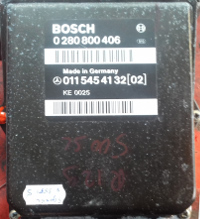 BOSCH
0 280 800 406
Made in Germany
011 545 41 32 [02]
KE 0025